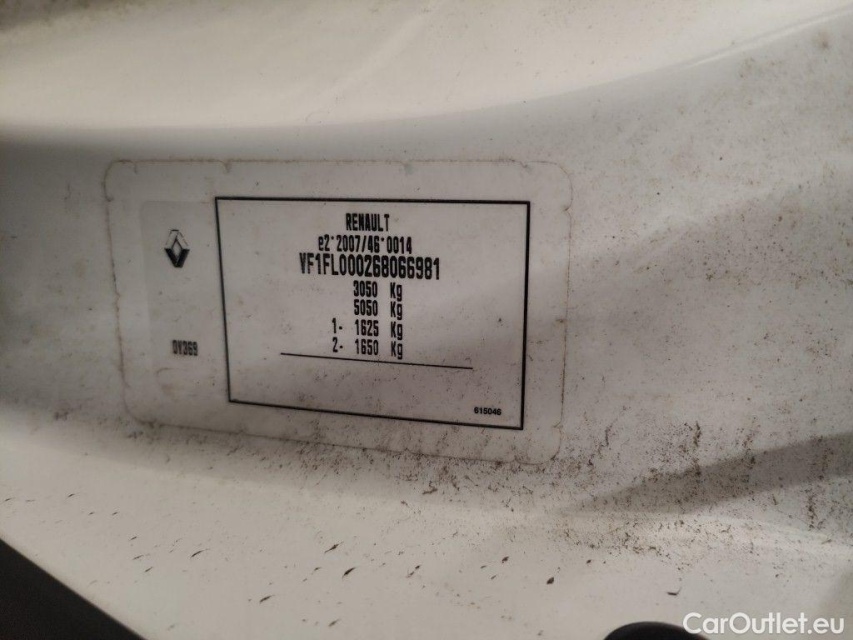 RENAULT
e2*2007/46*0014
VF1FL000268066981
3050 Kg
5050 Kg
1- 1625 Kg
2- 1650 Kg
DV369
615046
CarOutlet.eu